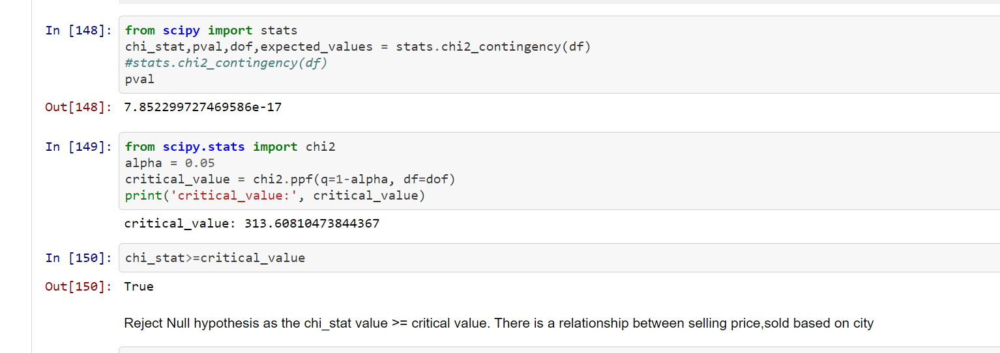 In [148]: from scipy import stats
chi_stat,pval,dof,expected_values = stats.chi2_contingency(df)
#stats.chi2_contingency(df)
pval
Out[148]: 7.852299727469586e-17
In [149]: from scipy.stats import chi2
alpha = 0.05
critical_value = chi2.ppf(q=1-alpha, df=dof)
print('critical_value:', critical_value)
critical_value: 313.60810473844367
In [150]: chi_stat>=critical_value
Out[150]: True
Reject Null hypothesis as the chi_stat value >= critical value. There is a relationship between selling price,sold based on city